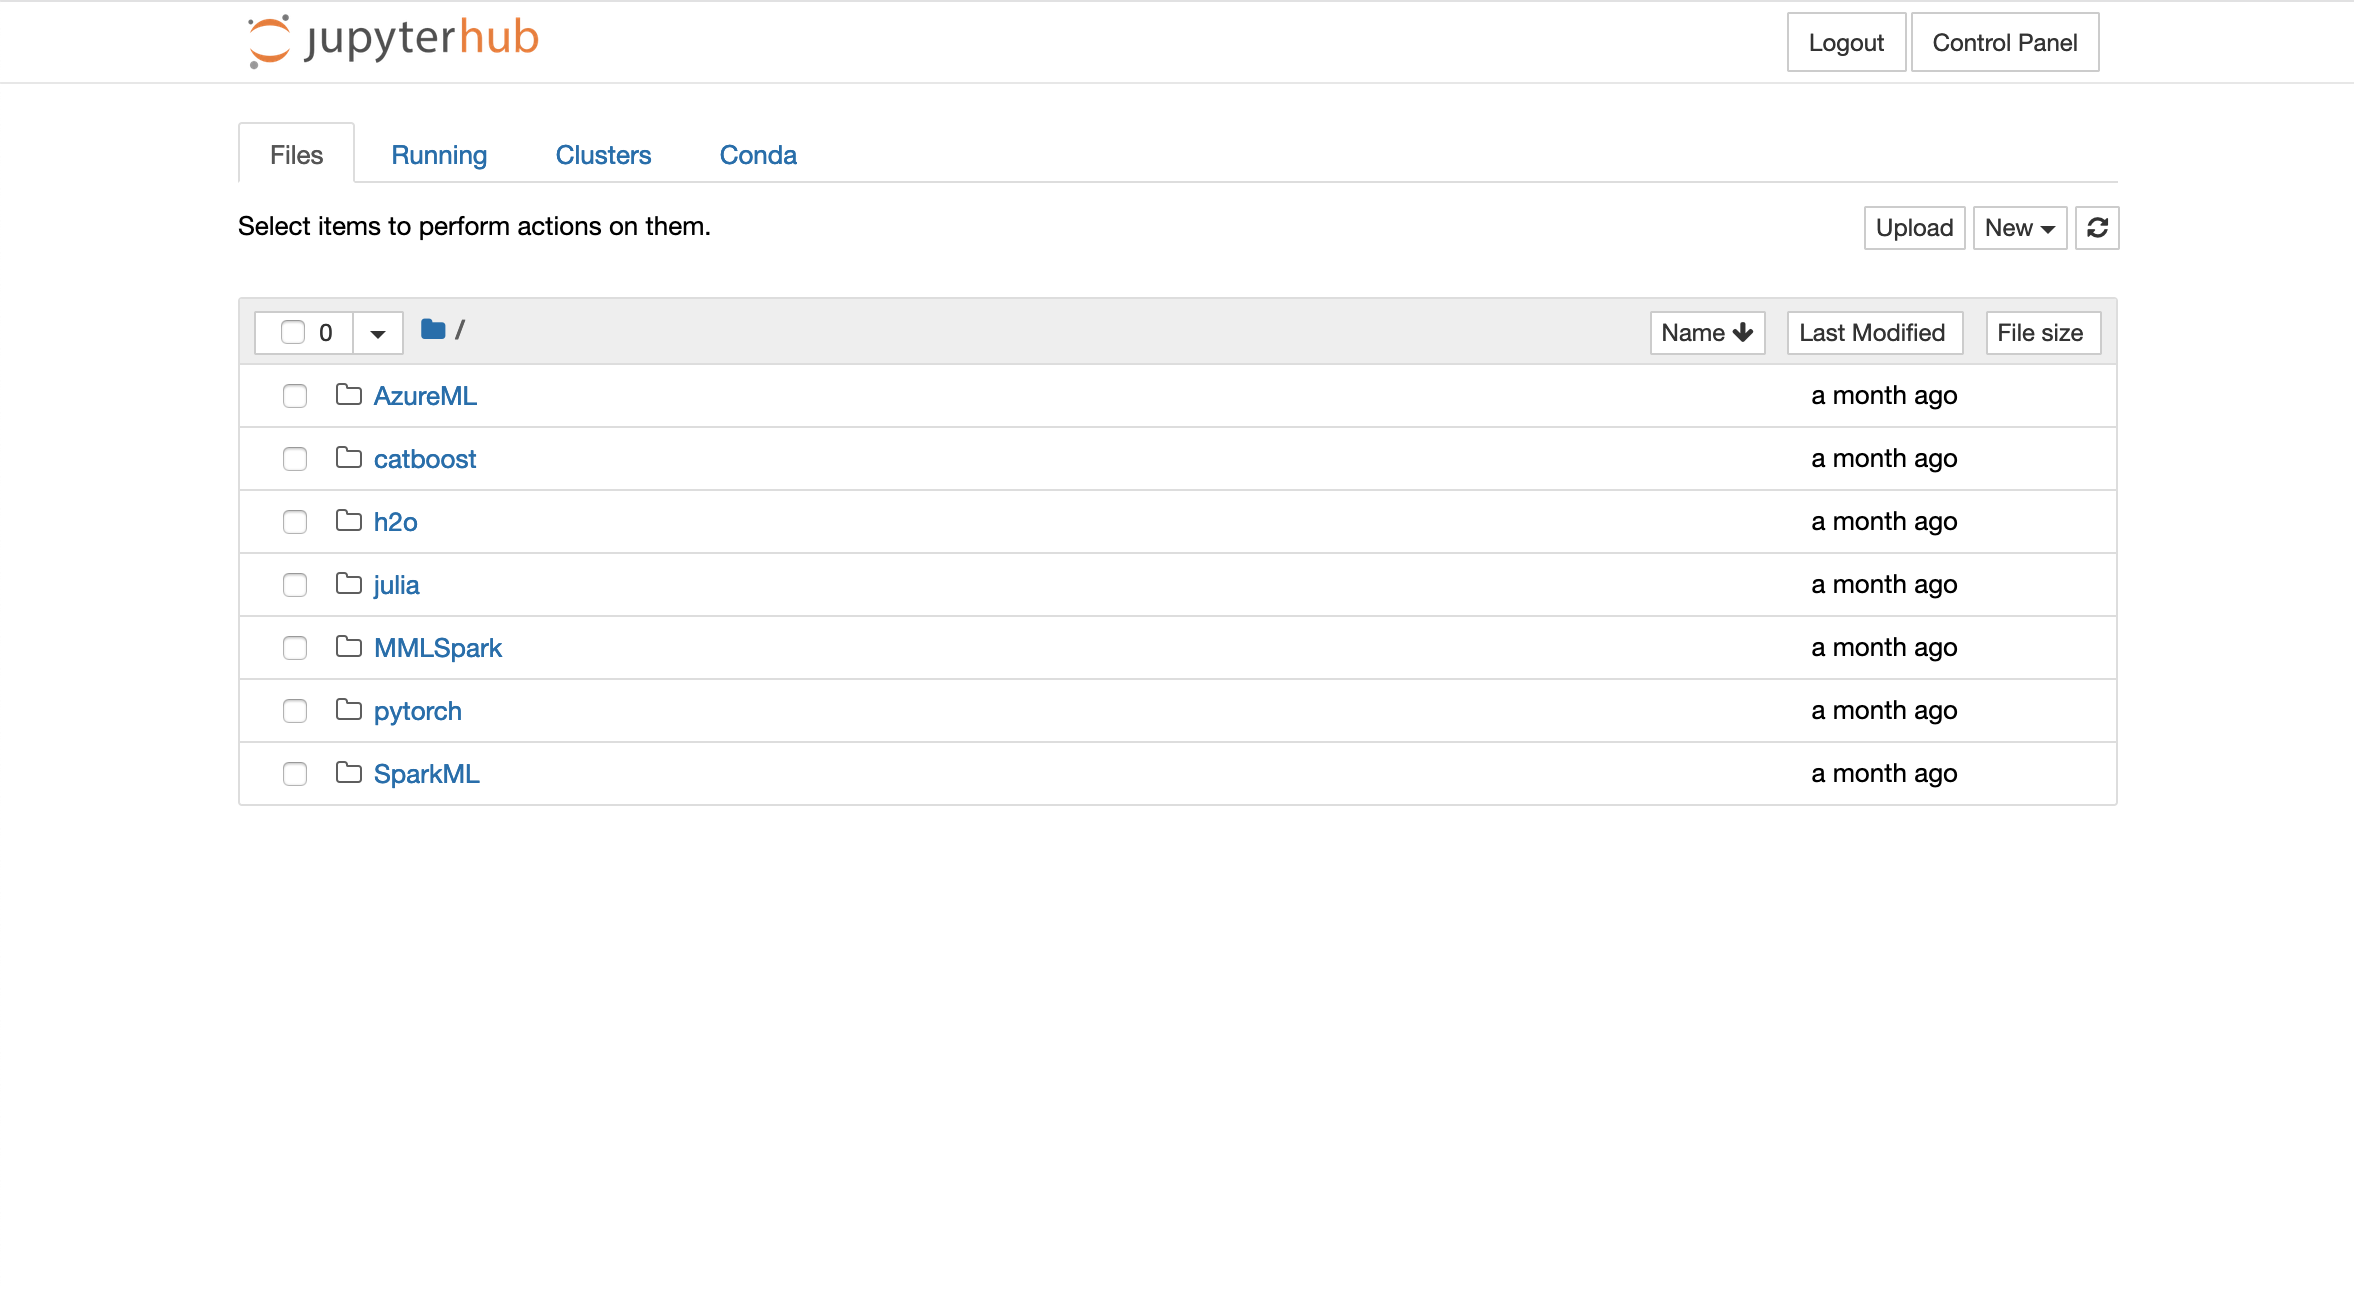 jupyterhub Logout Control Panel
Files Running Clusters Conda
Select items to perform actions on them. Upload New
0 / Name Last Modified File size
AzureML a month ago
catboost a month ago
h2o a month ago
julia a month ago
MMLSpark a month ago
pytorch a month ago
SparkML a month ago